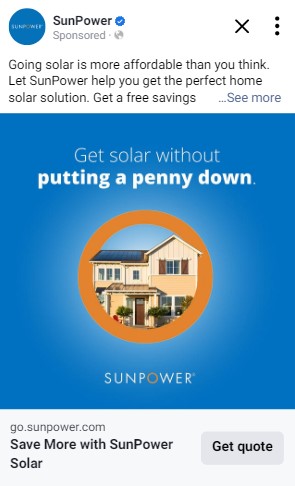 SunPower
Sponsored ·
Going solar is more affordable than you think.
Let SunPower help you get the perfect home
solar solution. Get a free savings ...See more
Get solar without
putting a penny down.
SUNPOWER®
go.sunpower.com
Save More with SunPower
Solar
Get quote